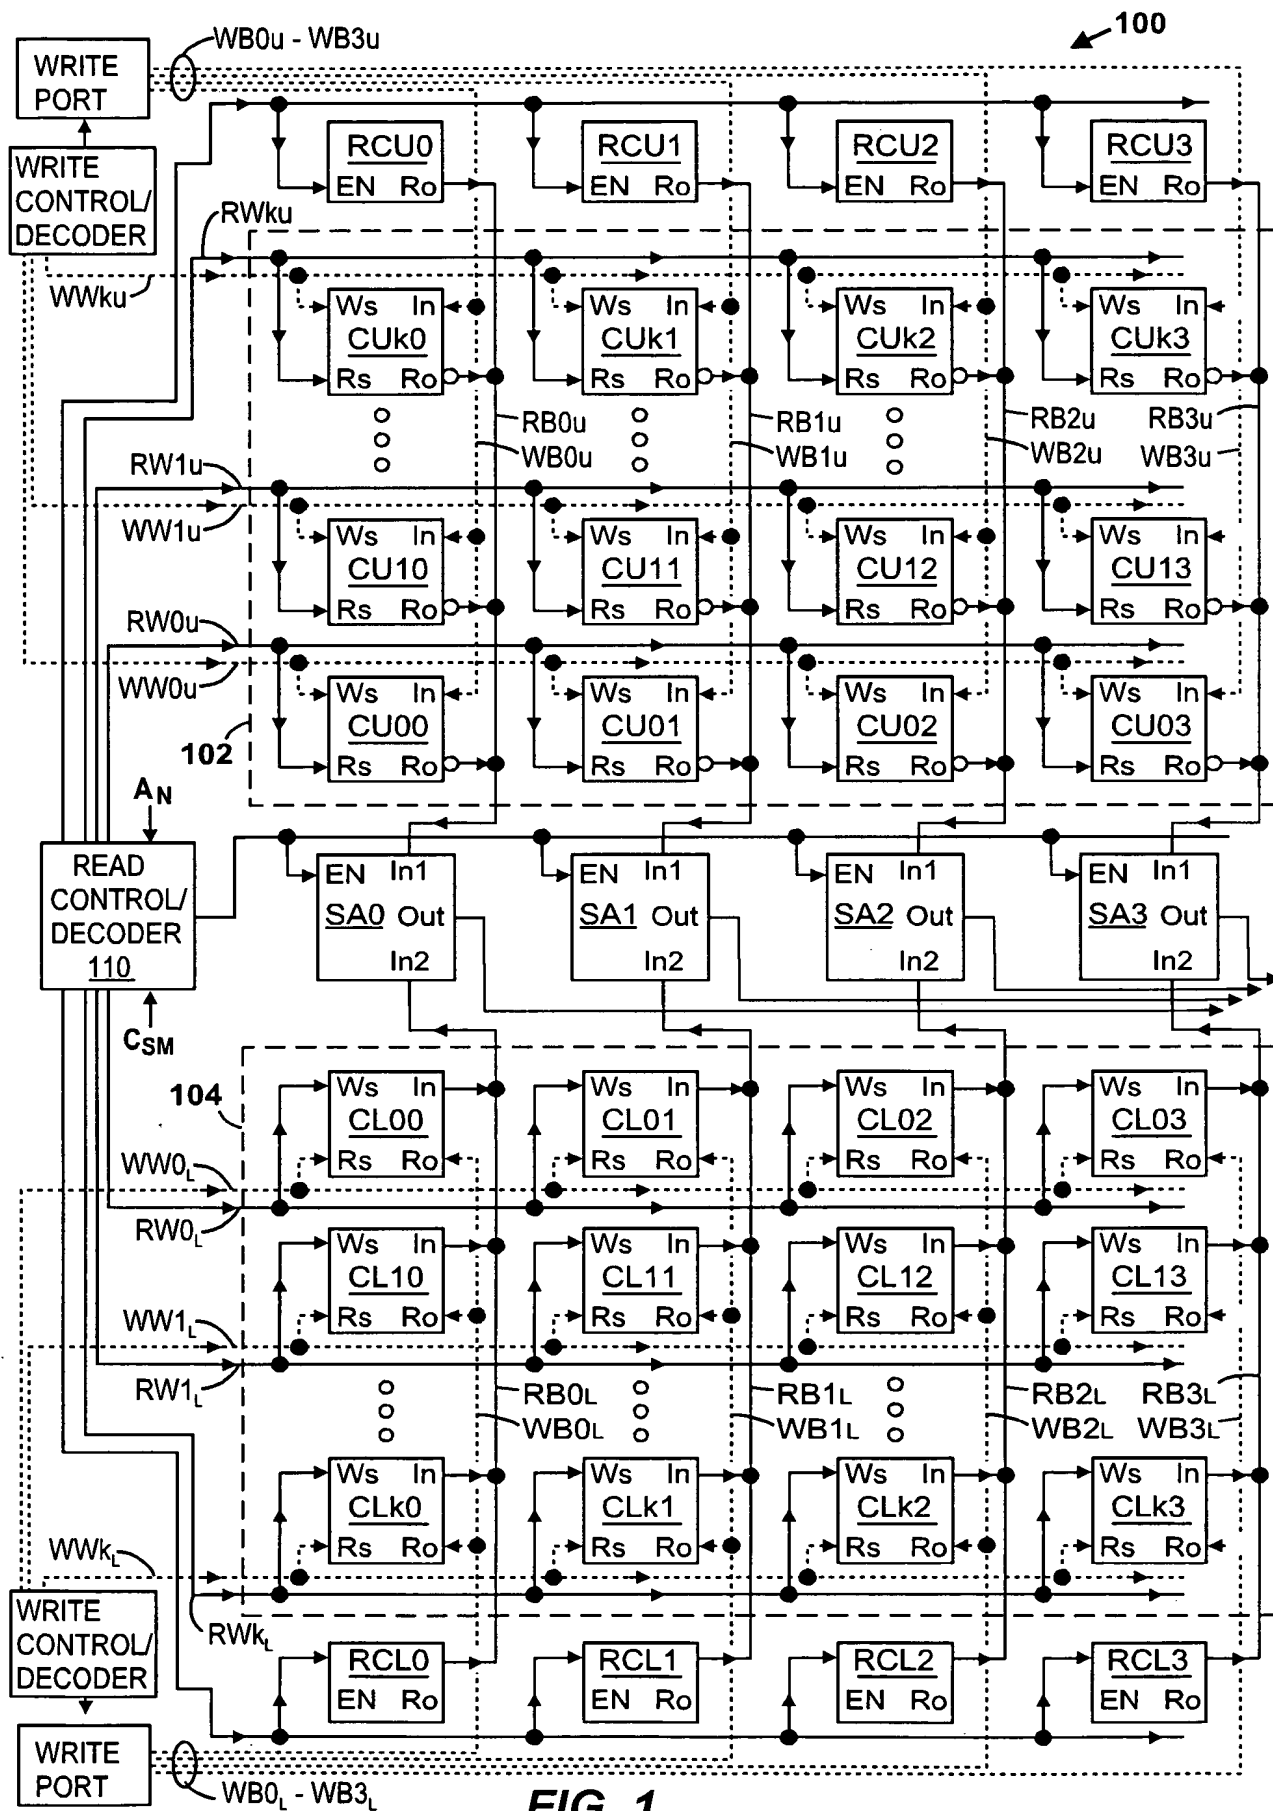 WB0u - WB3u
100
WRITE PORT
RCU0 RCU1 RCU2 RCU3
EN Ro EN Ro EN Ro EN Ro
WRITE CONTROL/ DECODER
RWku
WWku
Ws In Ws In Ws In Ws In
CUk0 CUk1 CUk2 CUk3
Rs Ro Rs Ro Rs Ro Rs Ro
RB0u RB1u RB2u RB3u
WB0u WB1u WB2u WB3u
RW1u
WW1u
Ws In Ws In Ws In Ws In
CU10 CU11 CU12 CU13
Rs Ro Rs Ro Rs Ro Rs Ro
RW0u
WW0u
Ws In Ws In Ws In Ws In
CU00 CU01 CU02 CU03
Rs Ro Rs Ro Rs Ro Rs Ro
102
AN
READ CONTROL/ DECODER 110
EN In1 EN In1 EN In1 EN In1
SA0 Out SA1 Out SA2 Out SA3 Out
In2 In2 In2 In2
CSM
104
Ws In Ws In Ws In Ws In
CL00 CL01 CL02 CL03
Rs Ro Rs Ro Rs Ro Rs Ro
WW0L
RW0L
Ws In Ws In Ws In Ws In
CL10 CL11 CL12 CL13
Rs Ro Rs Ro Rs Ro Rs Ro
WW1L
RW1L
RB0L RB1L RB2L RB3L
WB0L WB1L WB2L WB3L
Ws In Ws In Ws In Ws In
CLk0 CLk1 CLk2 CLk3
Rs Ro Rs Ro Rs Ro Rs Ro
WWkL
RWkL
WRITE CONTROL/ DECODER
RCL0 RCL1 RCL2 RCL3
EN Ro EN Ro EN Ro EN Ro
WRITE PORT
WB0L - WB3L
FIG. 1